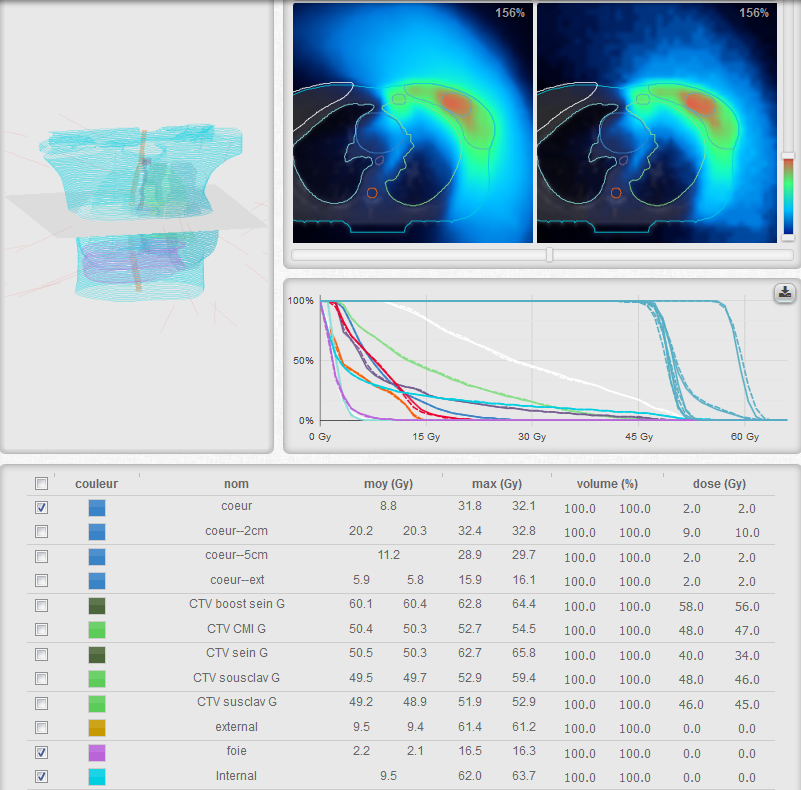 156% 156%
100%
50%
0%
0 Gy 15 Gy 30 Gy 45 Gy 60 Gy
couleur nom moy (Gy) max (Gy) volume (%) dose (Gy)
coeur 8.8 31.8 32.1 100.0 100.0 2.0 2.0
coeur--2cm 20.2 20.3 32.4 32.8 100.0 100.0 9.0 10.0
coeur--5cm 11.2 28.9 29.7 100.0 100.0 2.0 2.0
coeur--ext 5.9 5.8 15.9 16.1 100.0 100.0 2.0 2.0
CTV boost sein G 60.1 60.4 62.8 64.4 100.0 100.0 58.0 56.0
CTV CMI G 50.4 50.3 52.7 54.5 100.0 100.0 48.0 47.0
CTV sein G 50.5 50.3 62.7 65.8 100.0 100.0 40.0 34.0
CTV sousclav G 49.5 49.7 52.9 59.4 100.0 100.0 48.0 46.0
CTV susclav G 49.2 48.9 51.9 52.9 100.0 100.0 46.0 45.0
external 9.5 9.4 61.4 61.2 100.0 100.0 0.0 0.0
foie 2.2 2.1 16.5 16.3 100.0 100.0 0.0 0.0
Internal 9.5 62.0 63.7 100.0 100.0 0.0 0.0